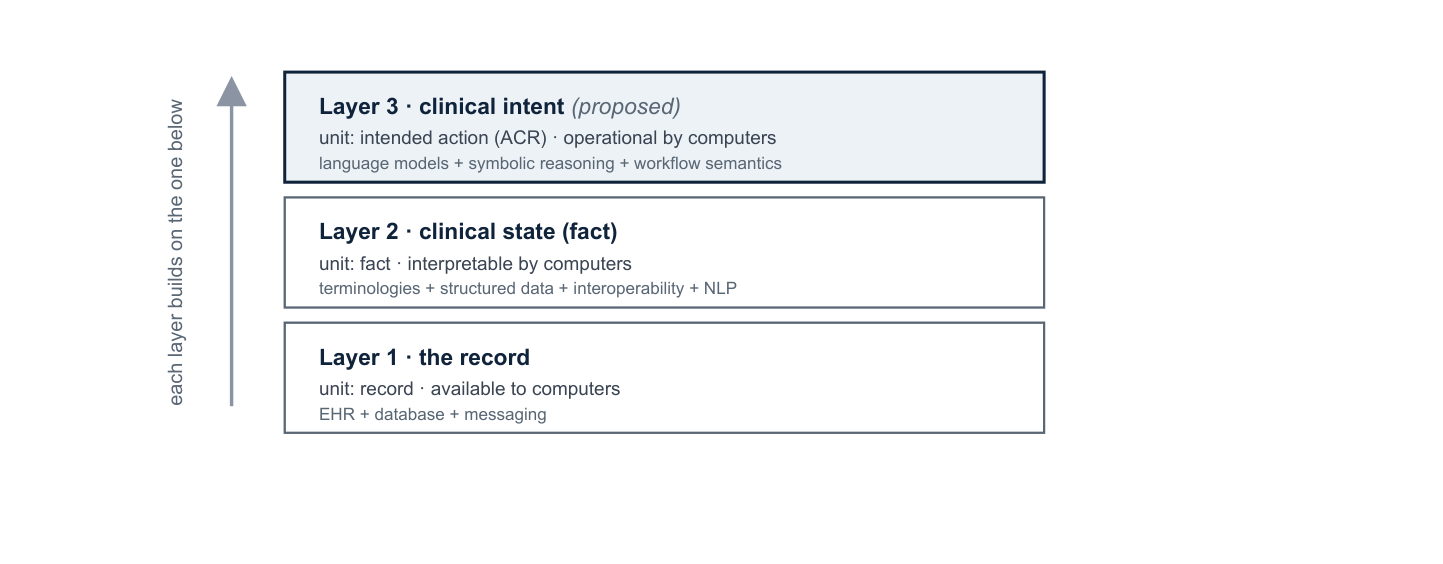 each layer builds on the one below
Layer 3 · clinical intent (proposed)
unit: intended action (ACR) · operational by computers
language models + symbolic reasoning + workflow semantics
Layer 2 · clinical state (fact)
unit: fact · interpretable by computers
terminologies + structured data + interoperability + NLP
Layer 1 · the record
unit: record · available to computers
EHR + database + messaging